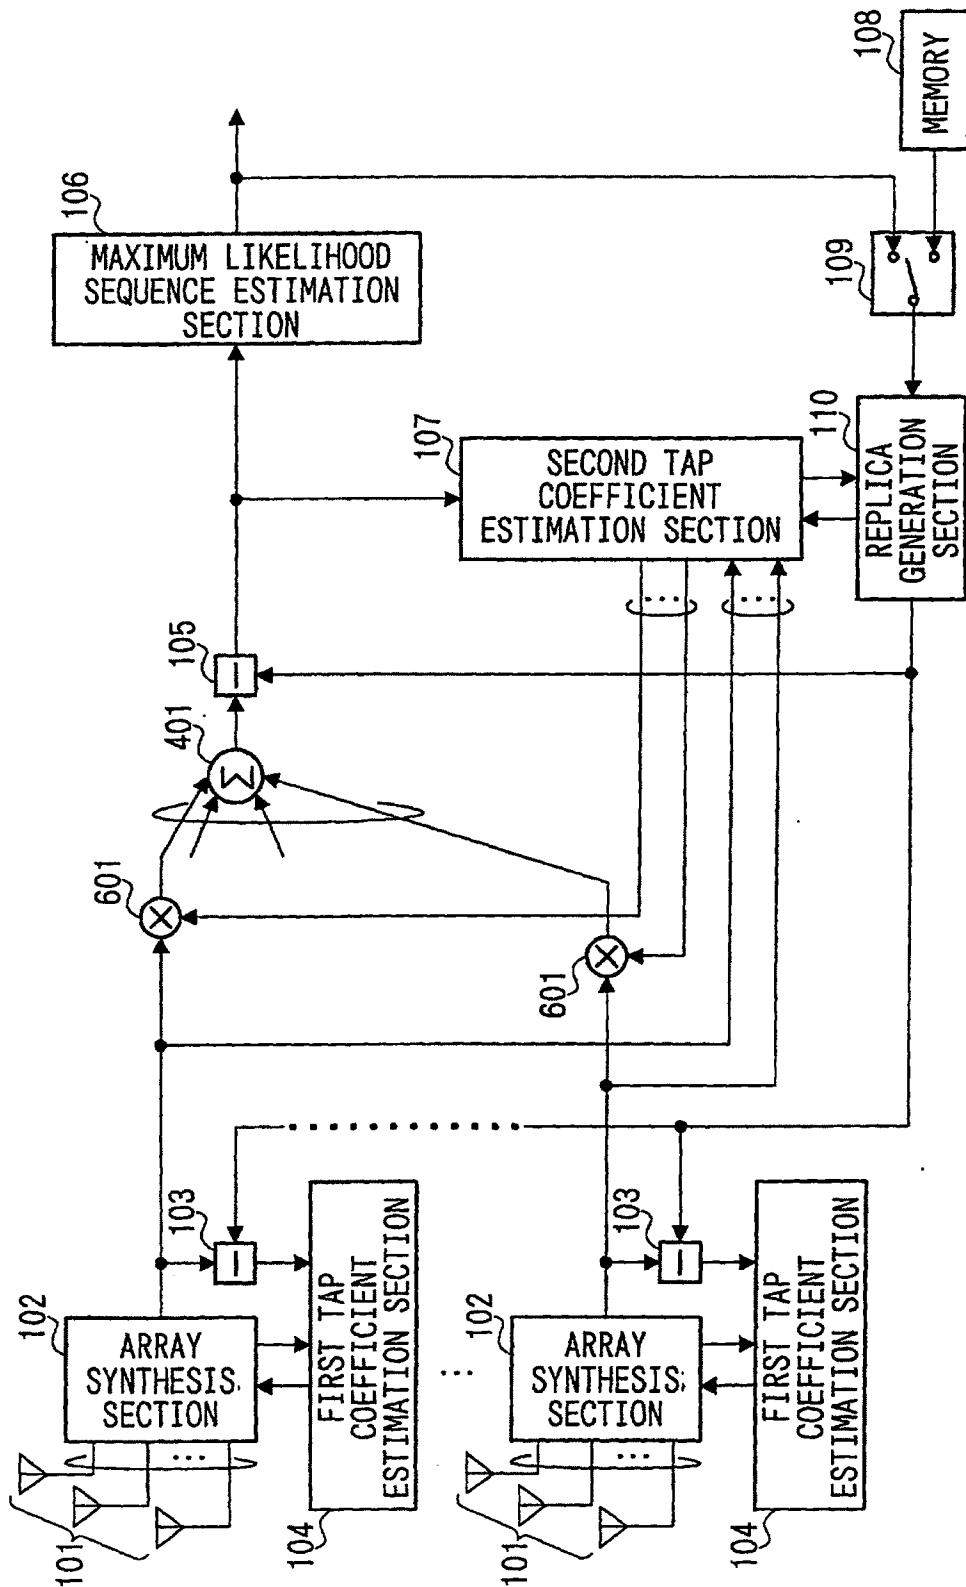 101
102
ARRAY
SYNTHESIS
SECTION
103
104
FIRST TAP
COEFFICIENT
ESTIMATION SECTION
601
401
Σ
105
106
MAXIMUM LIKELIHOOD
SEQUENCE ESTIMATION
SECTION
107
SECOND TAP
COEFFICIENT
ESTIMATION SECTION
101
102
ARRAY
SYNTHESIS
SECTION
103
104
FIRST TAP
COEFFICIENT
ESTIMATION SECTION
601
110
REPLICA
GENERATION
SECTION
109
108
MEMORY